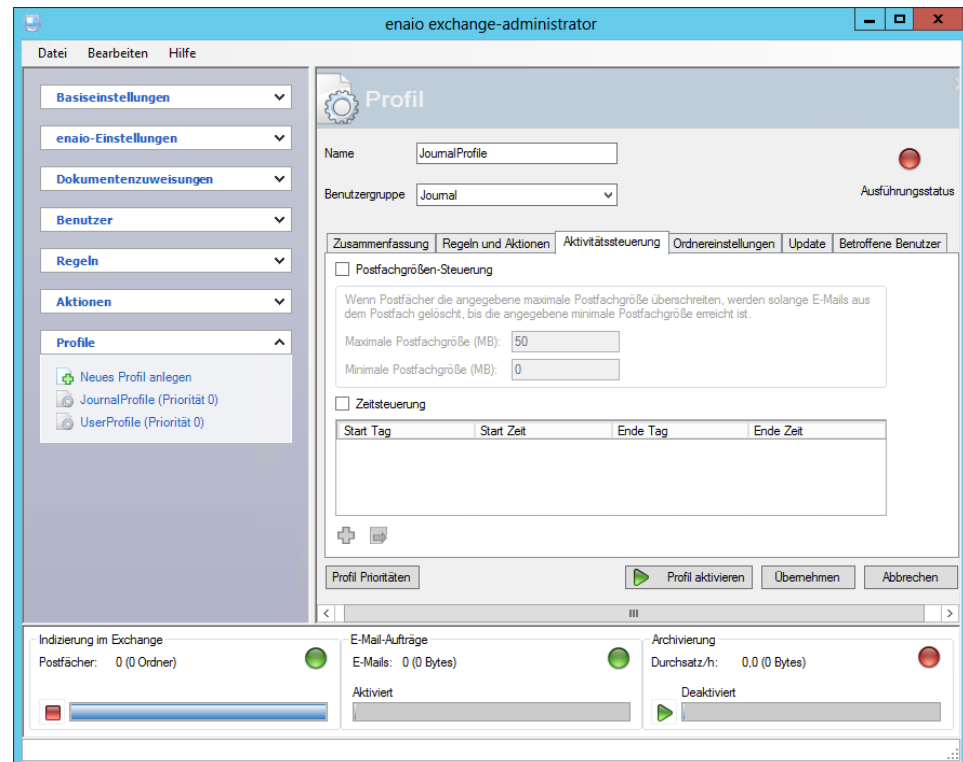 enaio exchange-administrator
Datei Bearbeiten Hilfe
Basiseinstellungen
enaio-Einstellungen
Dokumentenzuweisungen
Benutzer
Regeln
Aktionen
Profile
Neues Profil anlegen
JournalProfile (Priorität 0)
UserProfile (Priorität 0)
Profil
Name JournalProfile
Benutzergruppe Journal
Ausführungsstatus
Zusammenfassung Regeln und Aktionen Aktivitätssteuerung Ordnereinstellungen Update Betroffene Benutzer
Postfachgrößen-Steuerung
Wenn Postfächer die angegebene maximale Postfachgröße überschreiten, werden solange E-Mails aus
dem Postfach gelöscht, bis die angegebene minimale Postfachgröße erreicht ist.
Maximale Postfachgröße (MB): 50
Minimale Postfachgröße (MB): 0
Zeitsteuerung
Start Tag Start Zeit Ende Tag Ende Zeit
Profil Prioritäten Profil aktivieren Übernehmen Abbrechen
Indizierung im Exchange
Postfächer: 0 (0 Ordner)
E-Mail-Aufträge
E-Mails: 0 (0 Bytes)
Aktiviert
Archivierung
Durchsatz/h: 0,0 (0 Bytes)
Deaktiviert